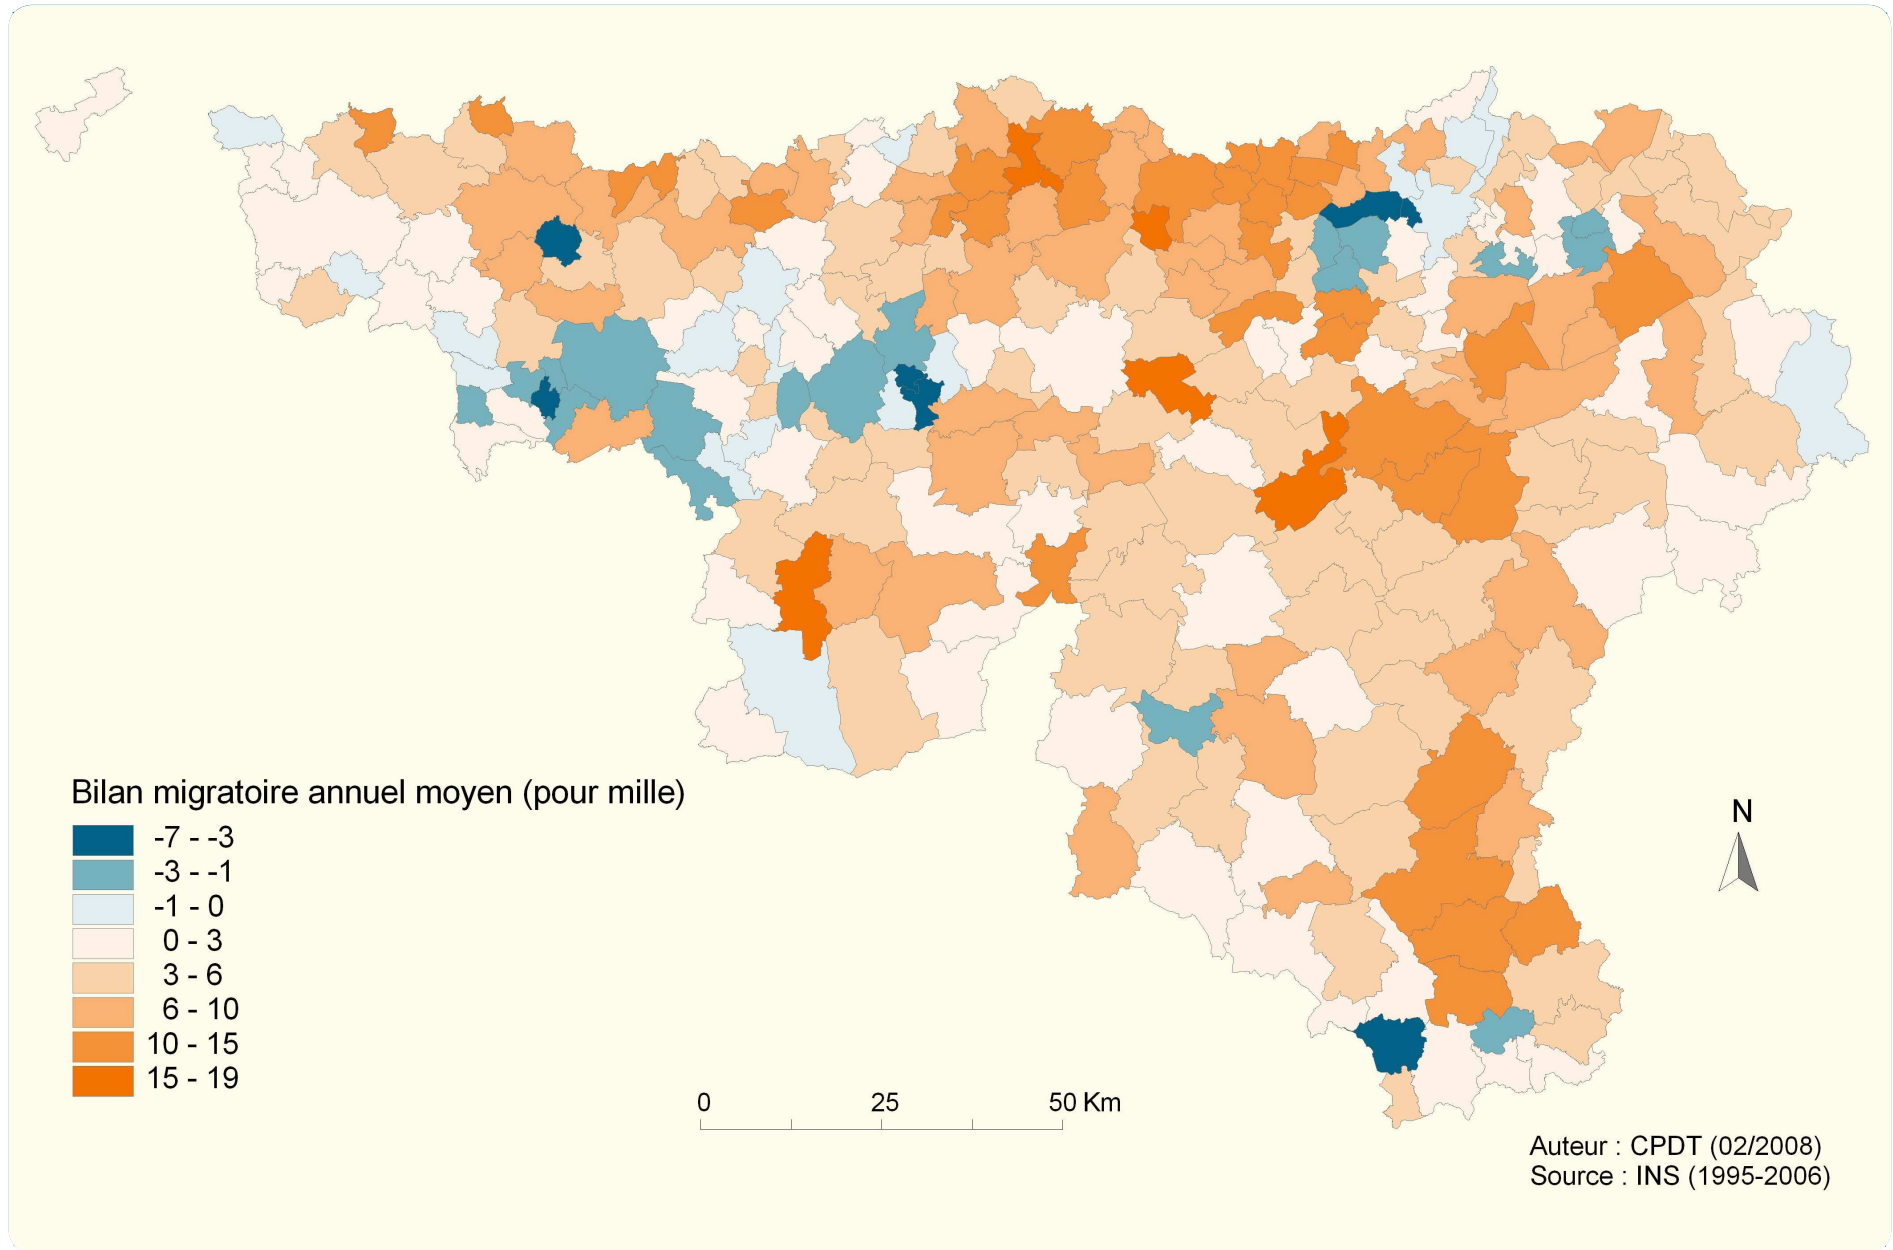 Bilan migratoire annuel moyen (pour mille)
-7 - -3
-3 - -1
-1 - 0
0 - 3
3 - 6
6 - 10
10 - 15
15 - 19
N
0 25 50 Km
Auteur : CPDT (02/2008)
Source : INS (1995-2006)